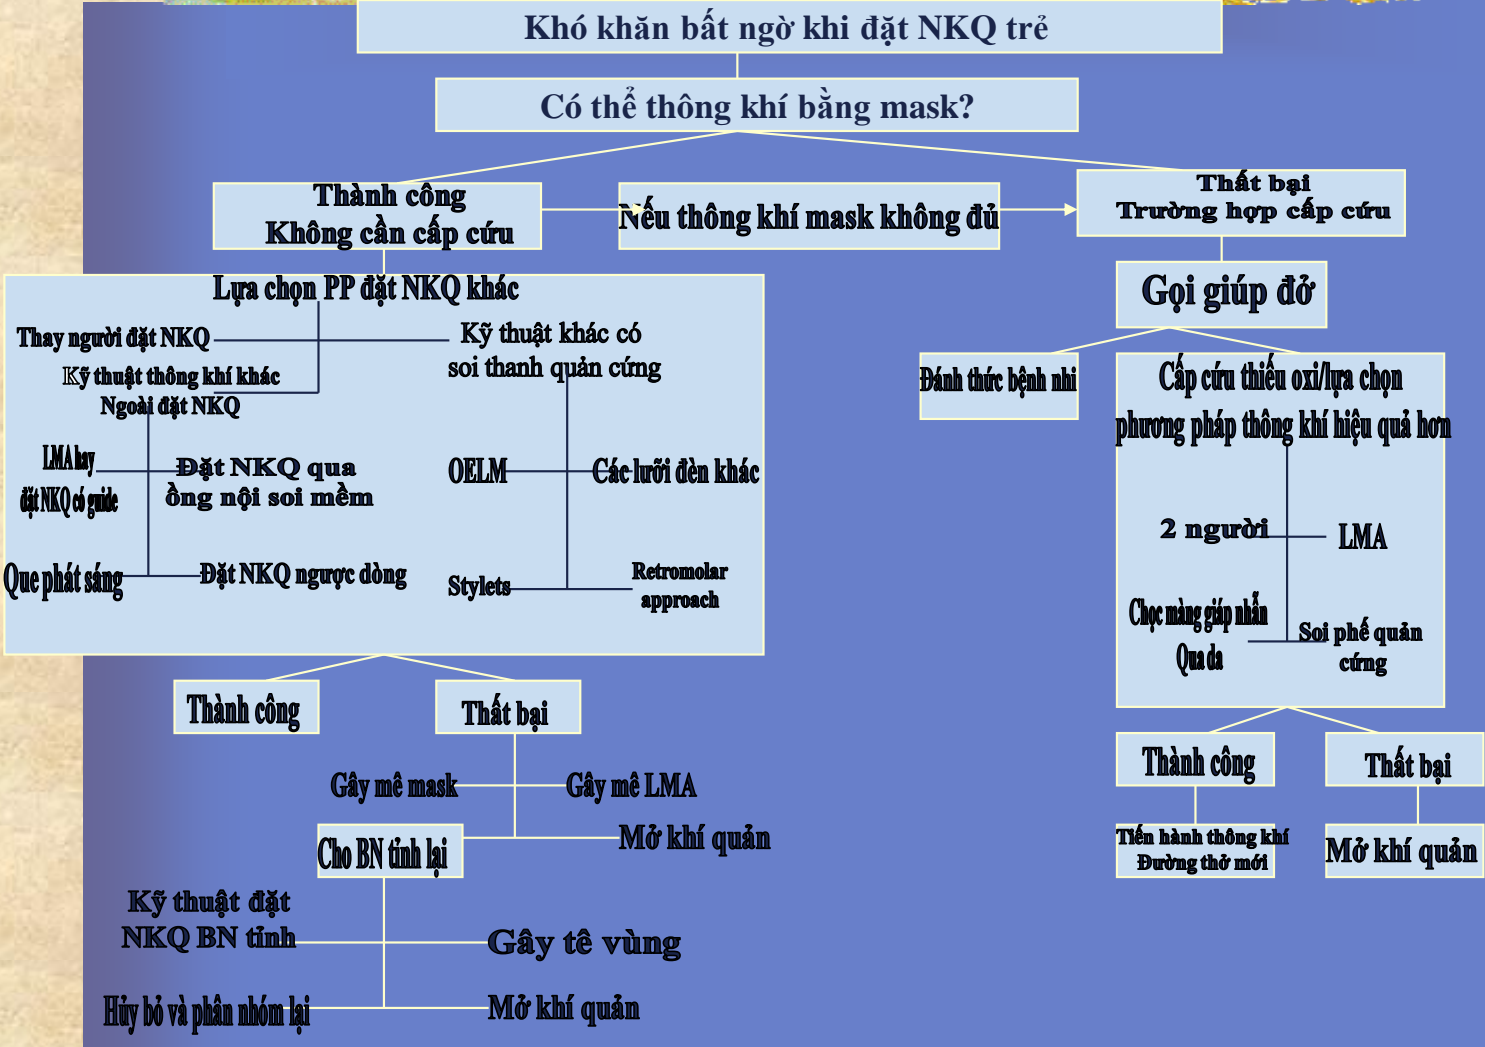 Khó khăn bất ngờ khi đặt NKQ trẻ
Có thể thông khí bằng mask?
Thành công
Không cần cấp cứu
Nếu thông khí mask không đủ
Thất bại
Trường hợp cấp cứu
Lựa chọn PP đặt NKQ khác
Thay người đặt NKQ
Kỹ thuật khác có
soi thanh quản cứng
Kỹ thuật thông khí khác
Ngoài đặt NKQ
LMA hay
đặt NKQ có guide
Đặt NKQ qua
ồng nội soi mềm
OELM
Các lưỡi đèn khác
Que phát sáng
Đặt NKQ ngược dòng
Stylets
Retromolar
approach
Gọi giúp đở
Đánh thức bệnh nhi
Cấp cứu thiếu oxi/lựa chọn
phương pháp thông khí hiệu quả hơn
2 người
LMA
Chọc màng giáp nhẫn
Qua da
Soi phế quản
cứng
Thành công
Thất bại
Gây mê mask
Gây mê LMA
Cho BN tỉnh lại
Mở khí quản
Kỹ thuật đặt
NKQ BN tỉnh
Gây tê vùng
Hủy bỏ và phân nhóm lại
Mở khí quản
Thành công
Thất bại
Tiến hành thông khí
Đường thở mới
Mở khí quản